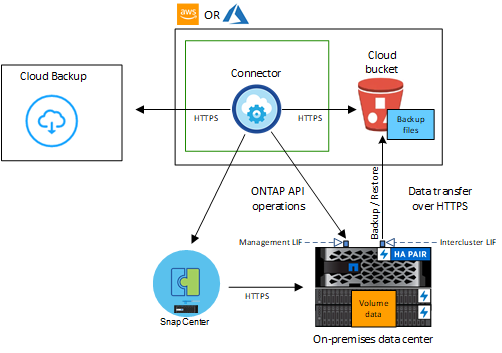 aws OR
Cloud Backup
Connector
Cloud
bucket
HTTPS
HTTPS
Backup
files
ONTAP API
operations
Backup / Restore
Data transfer
over HTTPS
Management LIF
Intercluster LIF
HA PAIR
HTTPS
Volume
data
SnapCenter
On-premises data center